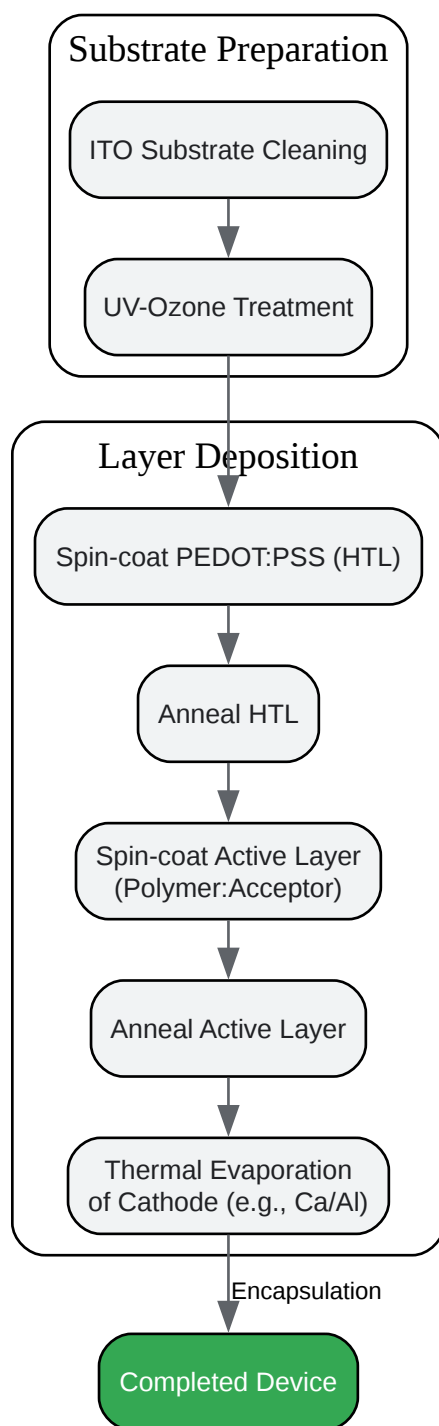 Substrate Preparation
ITO Substrate Cleaning
UV-Ozone Treatment
Layer Deposition
Spin-coat PEDOT:PSS (HTL)
Anneal HTL
Spin-coat Active Layer
(Polymer:Acceptor)
Anneal Active Layer
Thermal Evaporation
of Cathode (e.g., Ca/Al)
Encapsulation
Completed Device